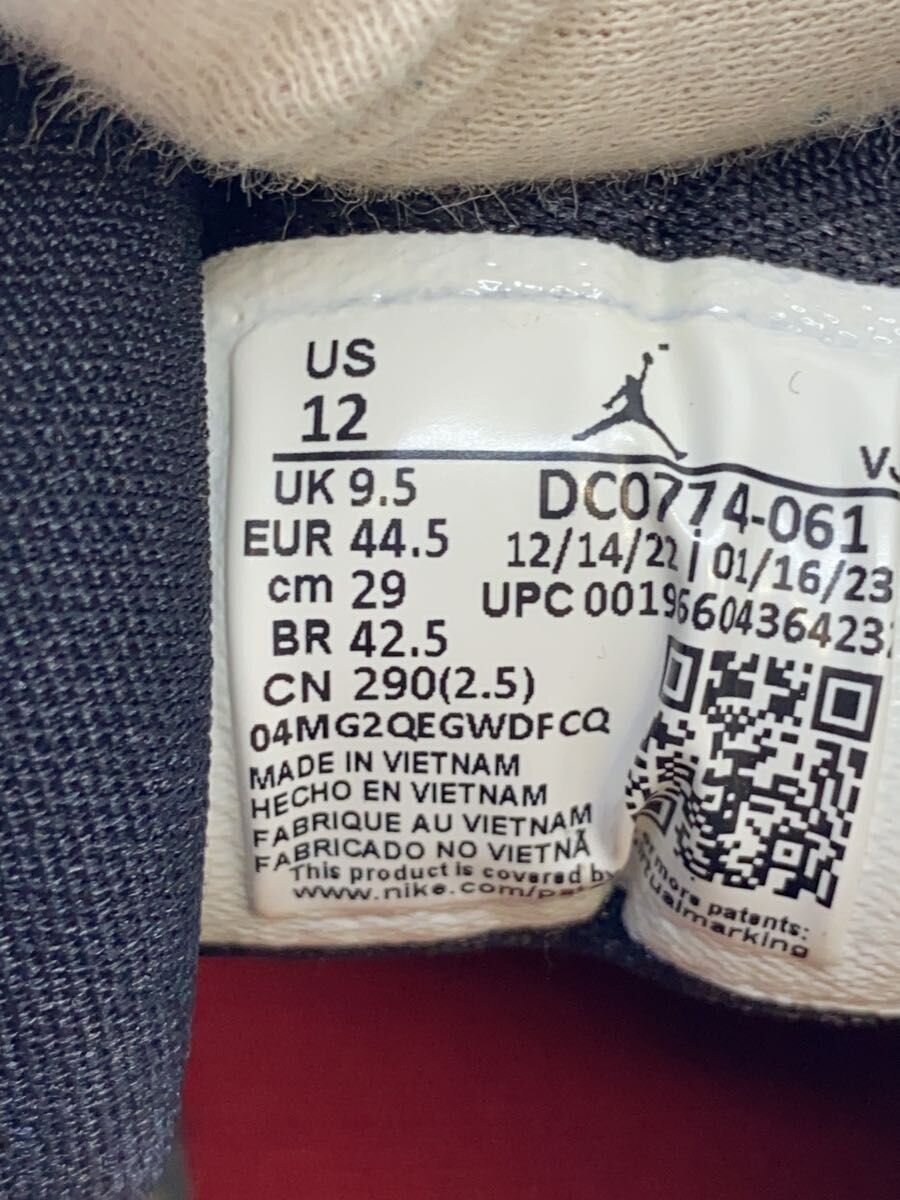 US
12
UK 9.5
EUR 44.5
cm 29
BR 42.5
CN 290(2.5)
04MG2QEGWDFCQ
MADE IN VIETNAM
HECHO EN VIETNAM
FABRIQUE AU VIETNAM
FABRICADO NO VIETNÃ
This product is covered by
www.nike.com/pat
DC0774-061
12/14/22 | 01/16/23
UPC 00196604364232
more patents: